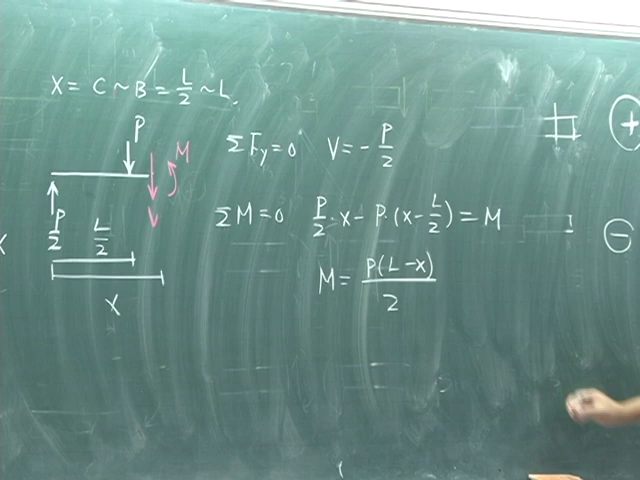 X = C ~ B = L/2 ~ L.
P
M
ΣFy = 0 V = - P/2
V
P/2
L/2
X
ΣM = 0 P/2 · x - P · (x - L/2) = M
M = P(L - x)/2
#
⊕
⊖